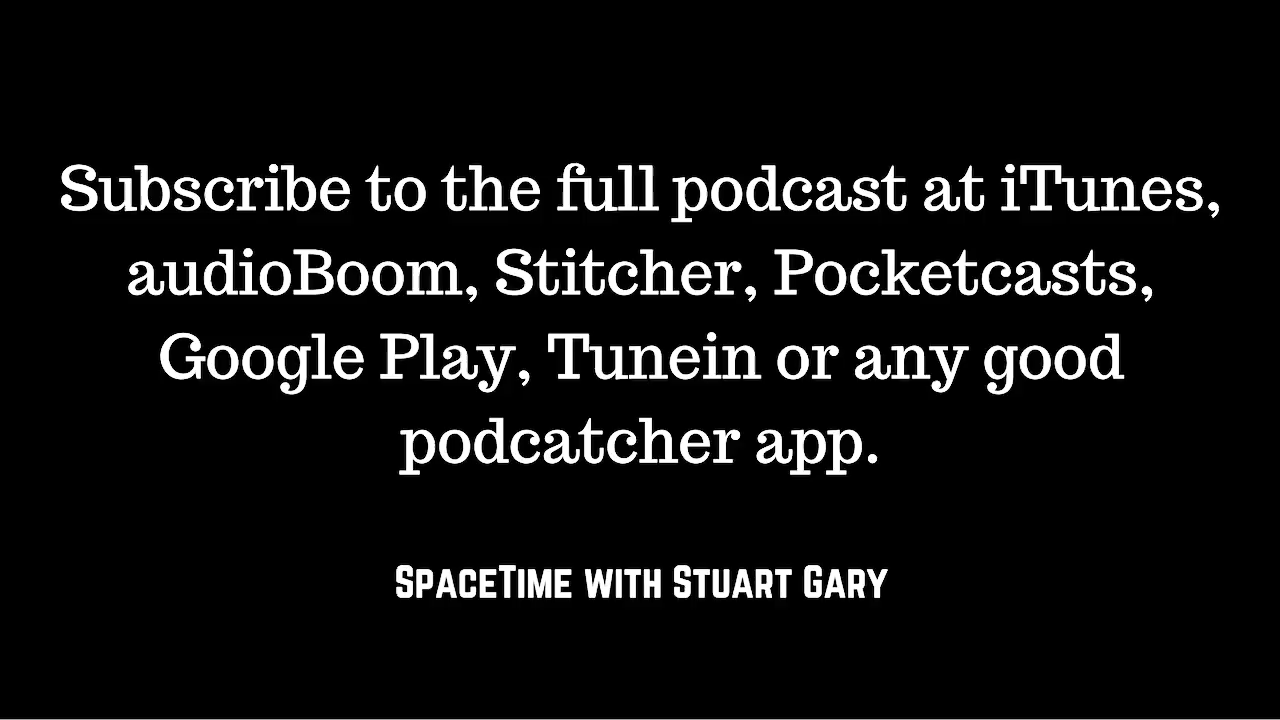 Subscribe to the full podcast at iTunes,
audioBoom, Stitcher, Pocketcasts,
Google Play, Tunein or any good
podcatcher app.
SpaceTime with Stuart Gary